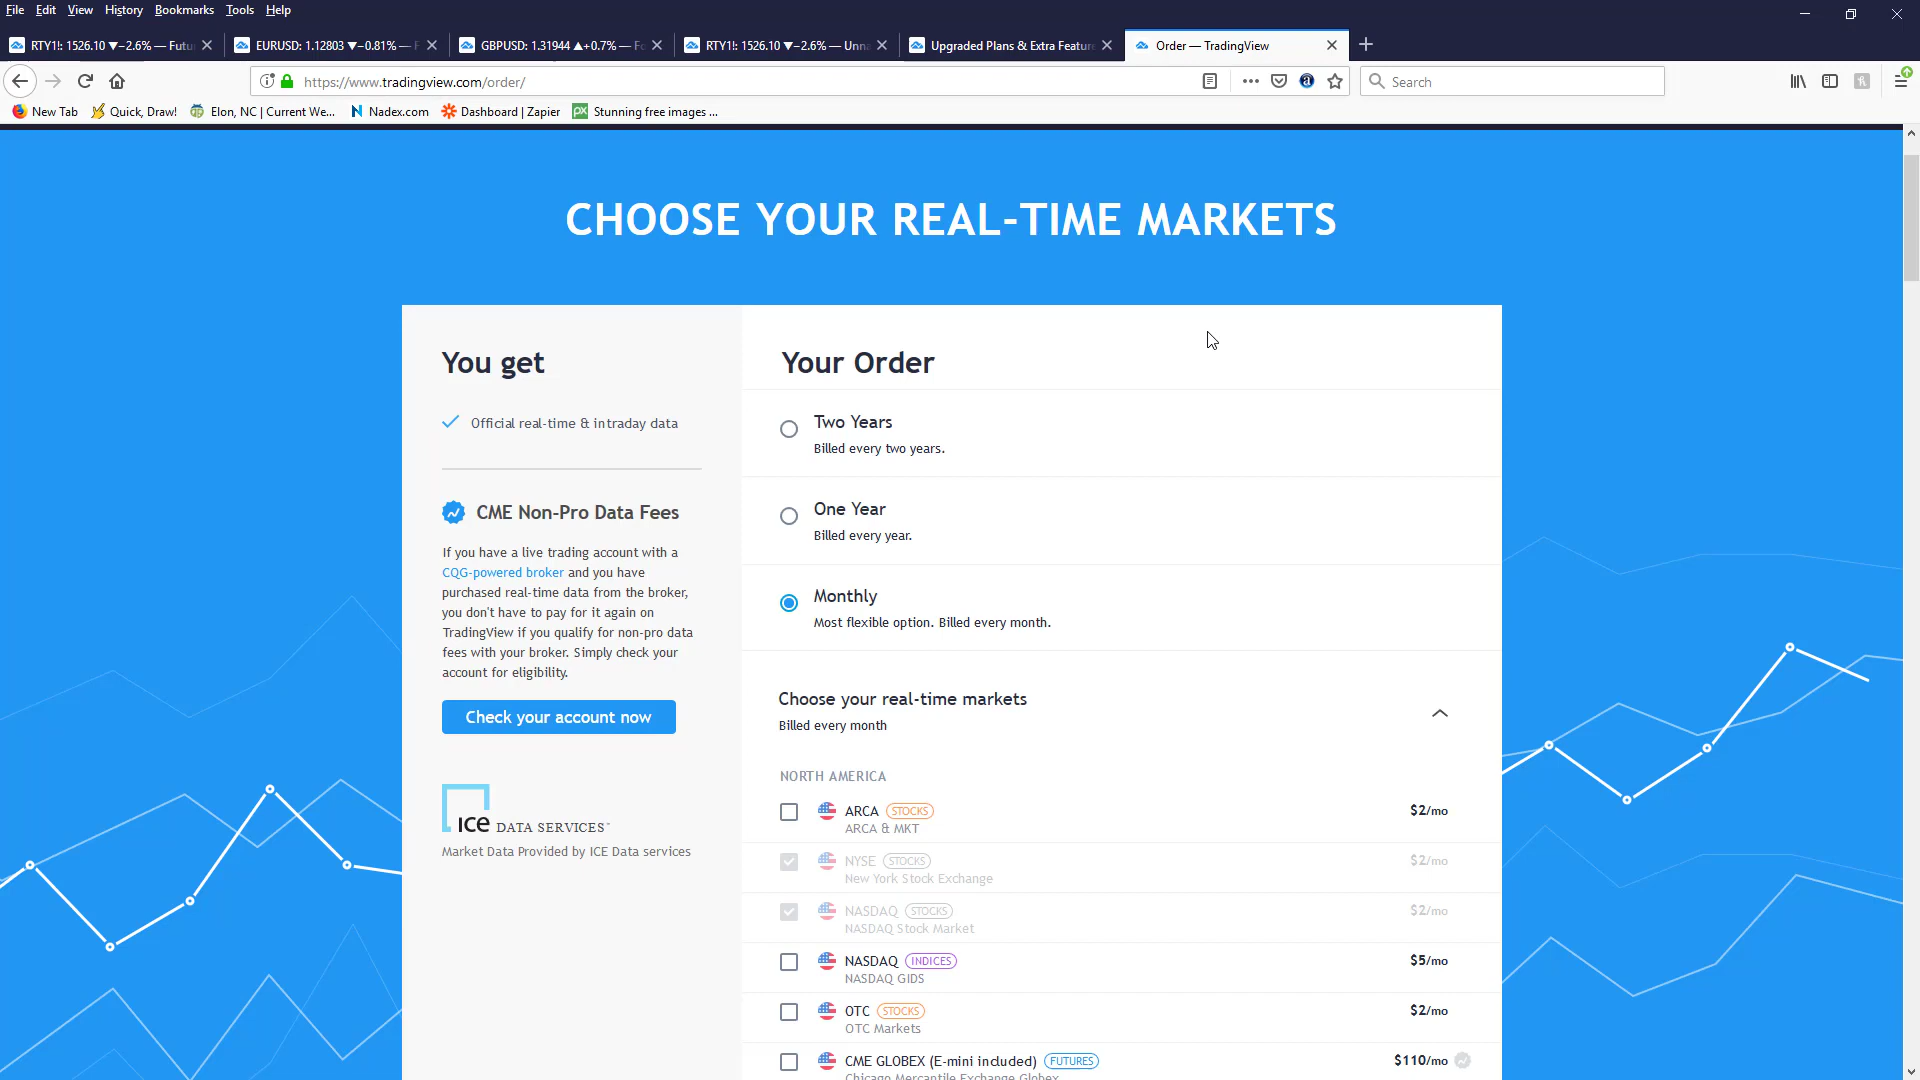 File Edit View History Bookmarks Tools Help
RTY1!: 1526.10 ▼−2.6% — Futu
EURUSD: 1.12803 ▼−0.81% — F
GBPUSD: 1.31944 ▲+0.7% — Fo
RTY1!: 1526.10 ▼−2.6% — Unna
Upgraded Plans & Extra Featur
Order — TradingView
https://www.tradingview.com/order/
Search
New Tab
Quick, Draw!
Elon, NC | Current We...
Nadex.com
Dashboard | Zapier
Stunning free images ...
CHOOSE YOUR REAL-TIME MARKETS
You get
Official real-time & intraday data
CME Non-Pro Data Fees
If you have a live trading account with a
CQG-powered broker and you have
purchased real-time data from the broker,
you don't have to pay for it again on
TradingView if you qualify for non-pro data
fees with your broker. Simply check your
account for eligibility.
Check your account now
ice DATA SERVICES™
Market Data Provided by ICE Data services
Your Order
Two Years
Billed every two years.
One Year
Billed every year.
Monthly
Most flexible option. Billed every month.
Choose your real-time markets
Billed every month
NORTH AMERICA
ARCA STOCKS $2/mo
ARCA & MKT
NYSE STOCKS $2/mo
New York Stock Exchange
NASDAQ STOCKS $2/mo
NASDAQ Stock Market
NASDAQ INDICES $5/mo
NASDAQ GIDS
OTC STOCKS $2/mo
OTC Markets
CME GLOBEX (E-mini included) FUTURES $110/mo
Chicago Mercantile Exchange Globex